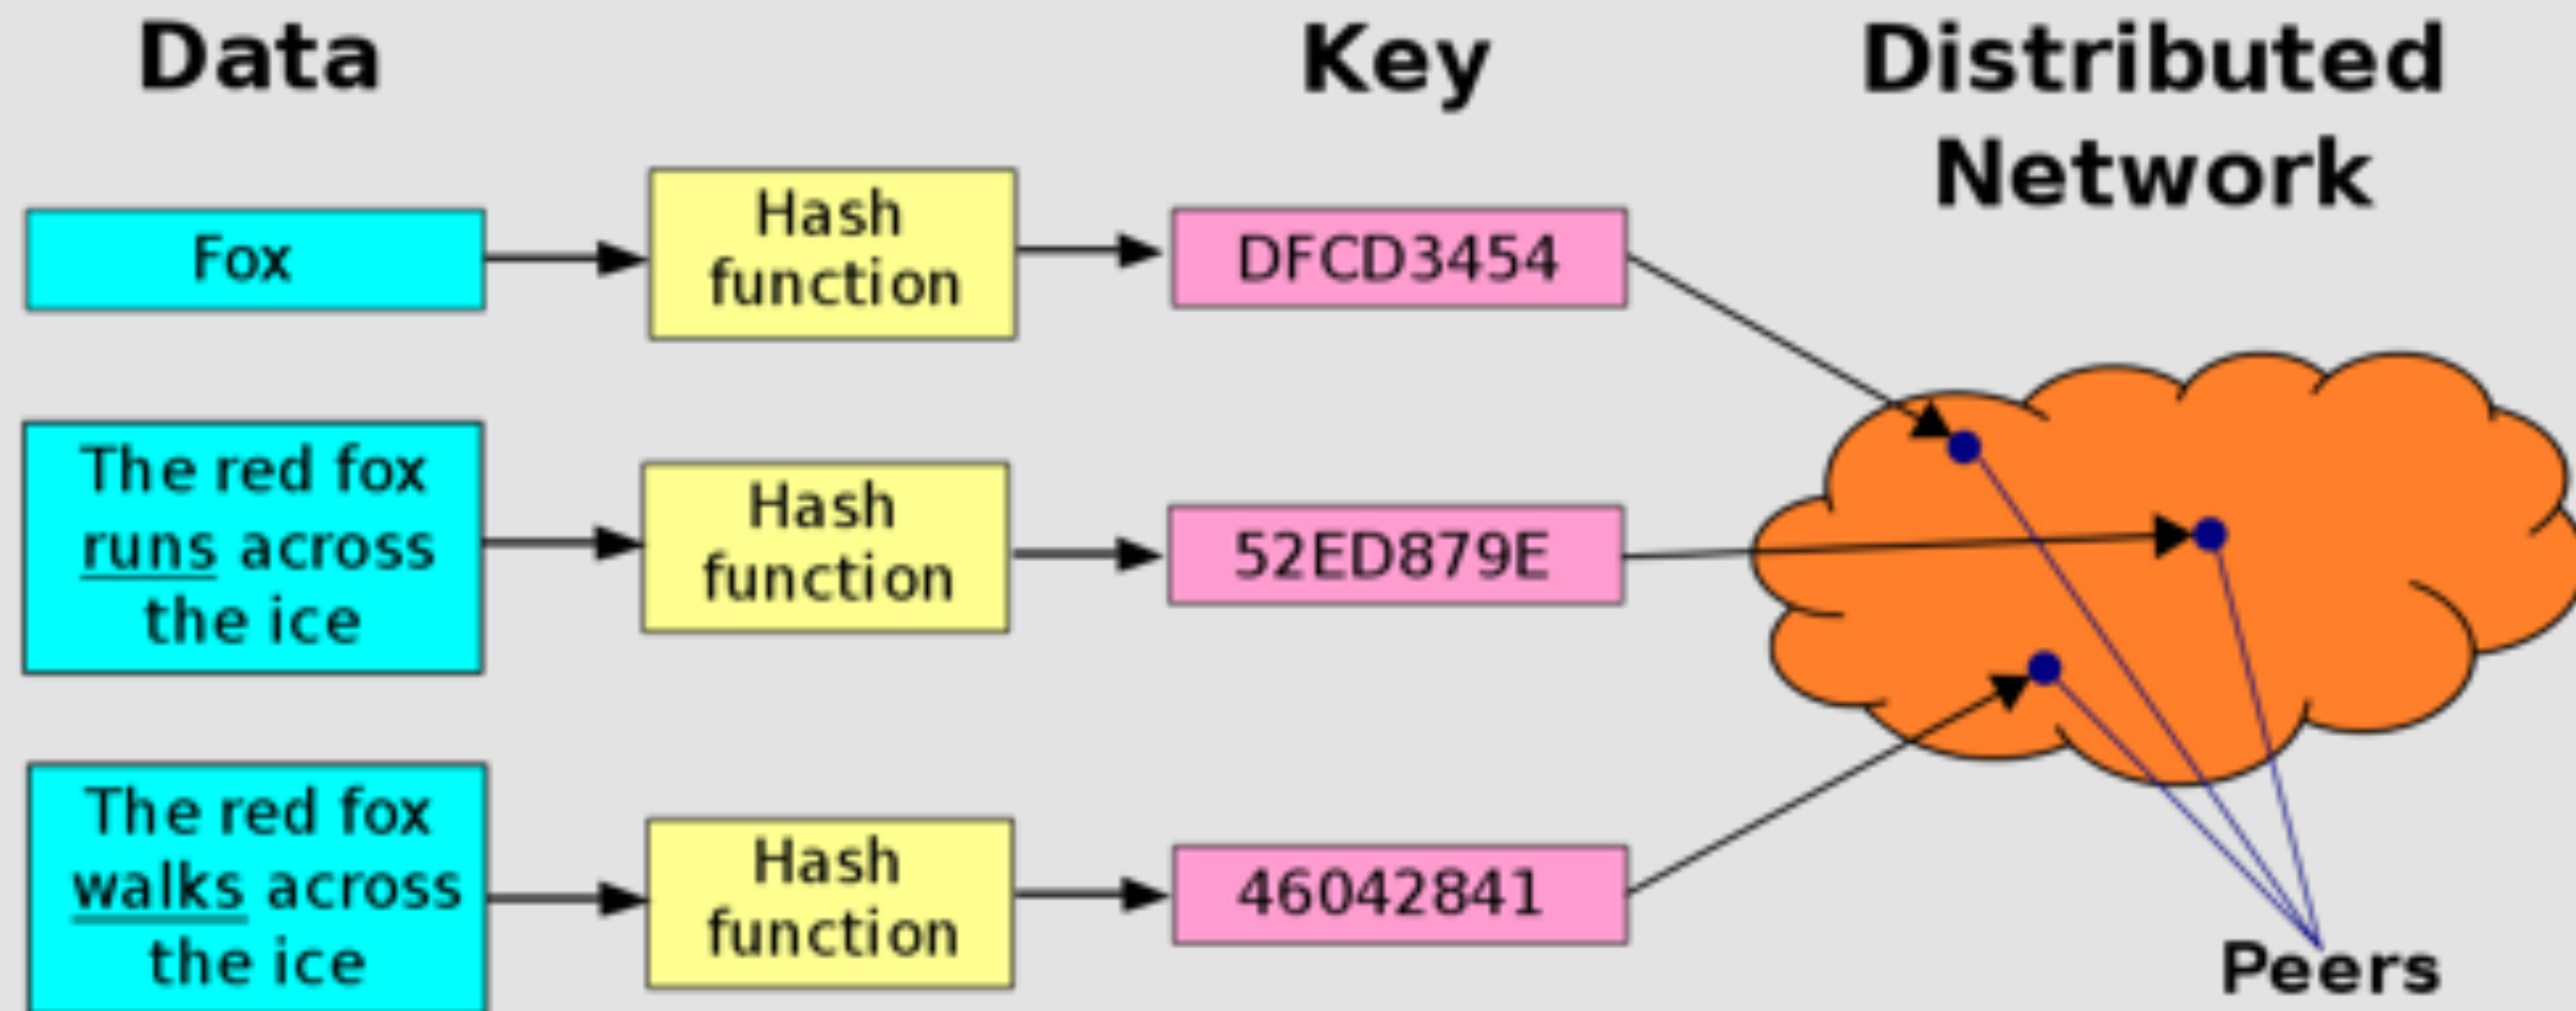 Data
Key
Distributed
Network
Fox
Hash
function
DFCD3454
The red fox
runs across
the ice
Hash
function
52ED879E
The red fox
walks across
the ice
Hash
function
46042841
Peers